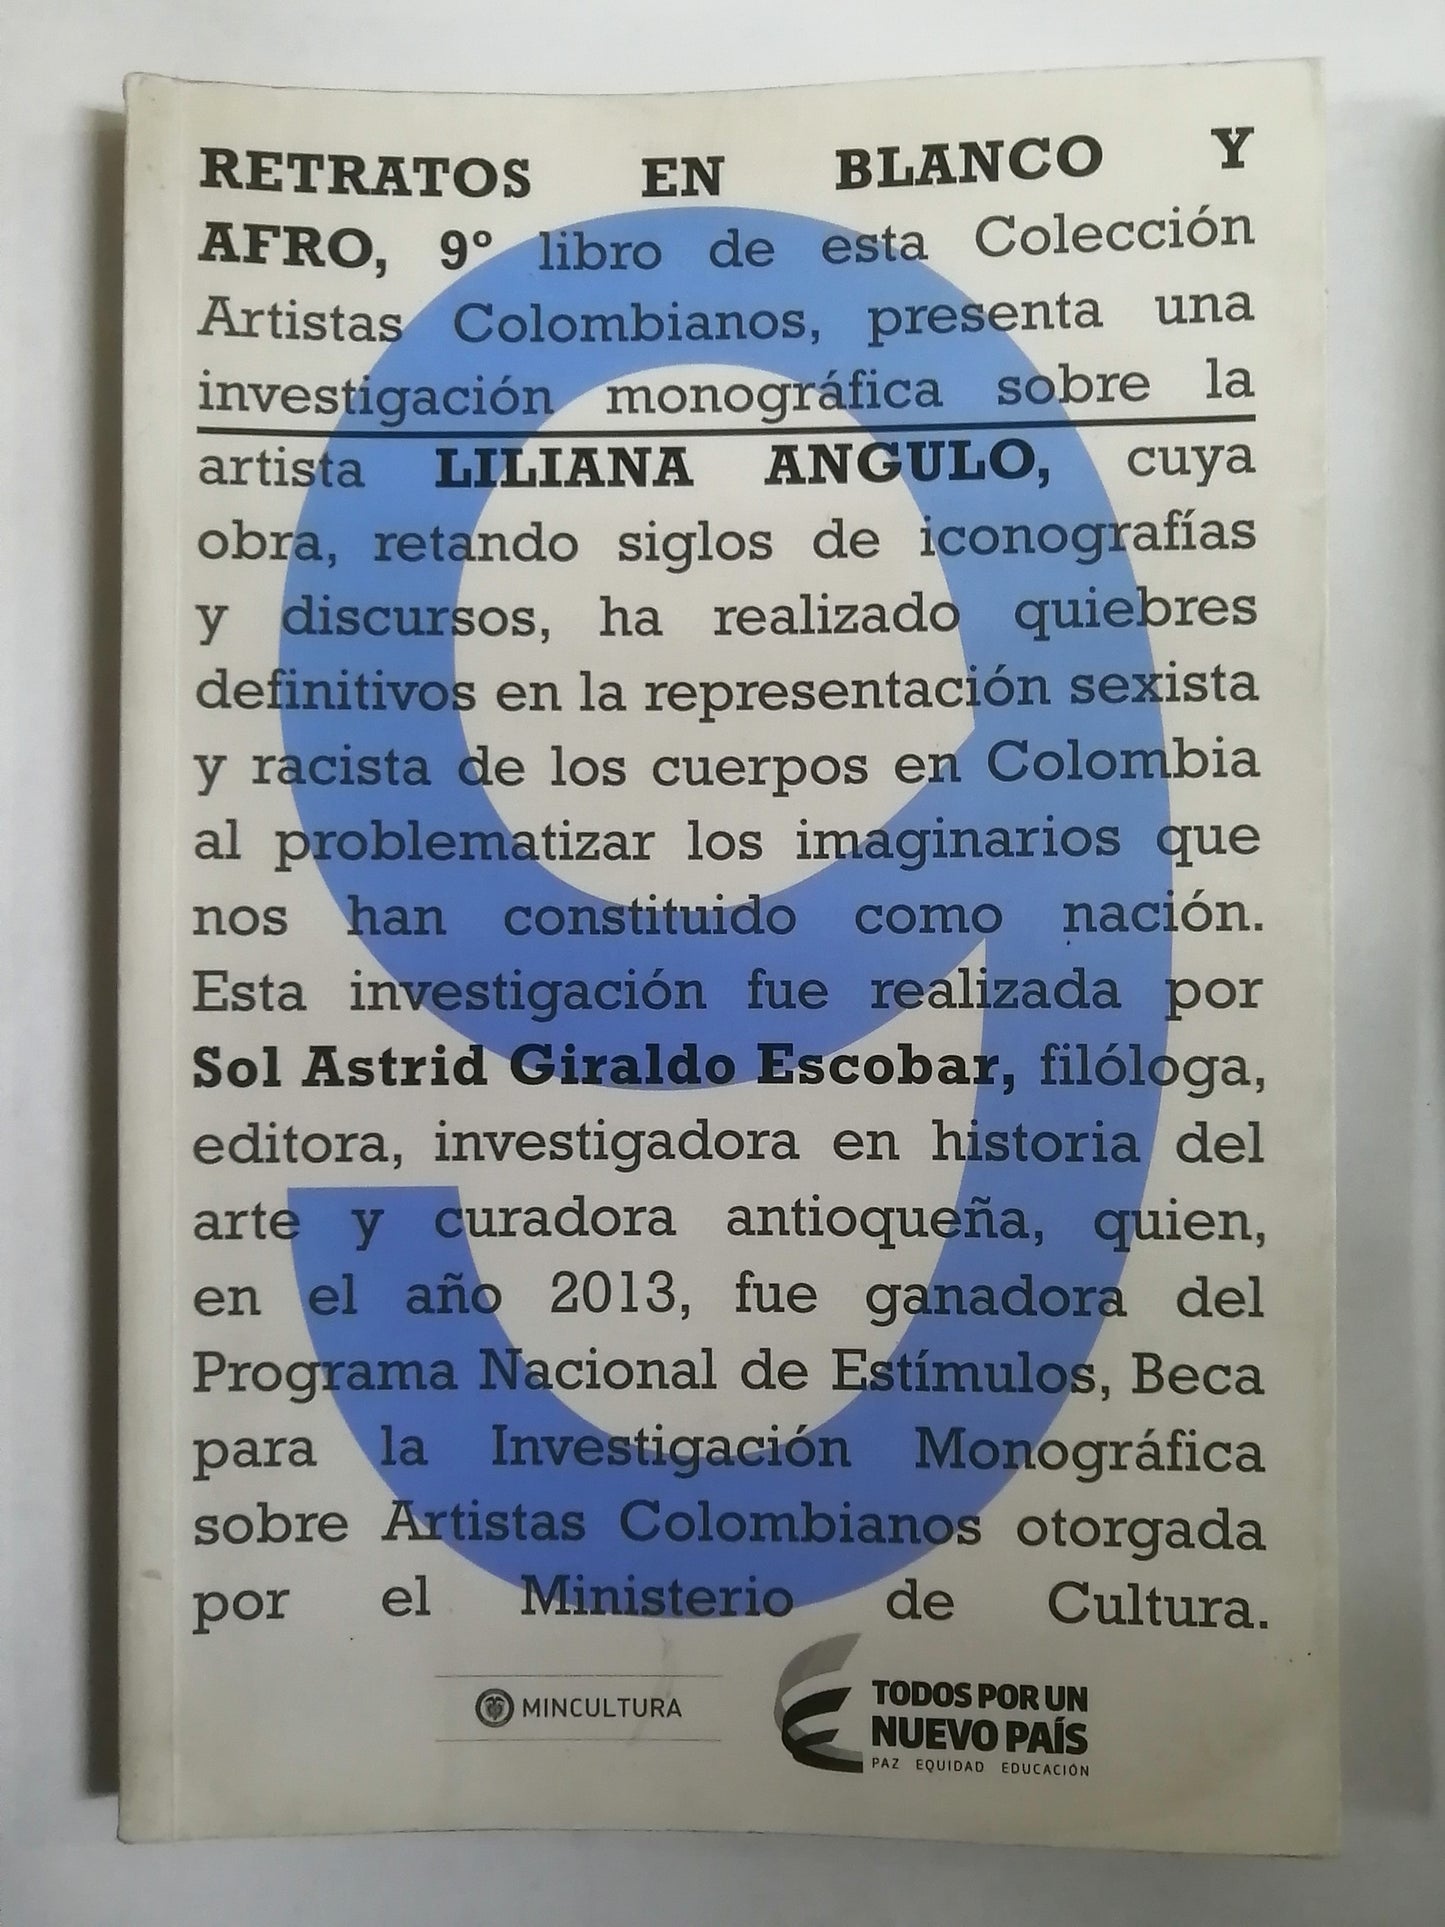 RETRATOS EN BLANCO Y
AFRO, 9º libro de esta Colección
Artistas Colombianos, presenta una
investigación monográfica sobre la
artista LILIANA ANGULO, cuya
obra, retando siglos de iconografías
y discursos, ha realizado quiebres
definitivos en la representación sexista
y racista de los cuerpos en Colombia
al problematizar los imaginarios que
nos han constituido como nación.
Esta investigación fue realizada por
Sol Astrid Giraldo Escobar, filóloga,
editora, investigadora en historia del
arte y curadora antioqueña, quien,
en el año 2013, fue ganadora del
Programa Nacional de Estímulos, Beca
para la Investigación Monográfica
sobre Artistas Colombianos otorgada
por el Ministerio de Cultura.
9
MINCULTURA
TODOS POR UN
NUEVO PAÍS
PAZ EQUIDAD EDUCACIÓN